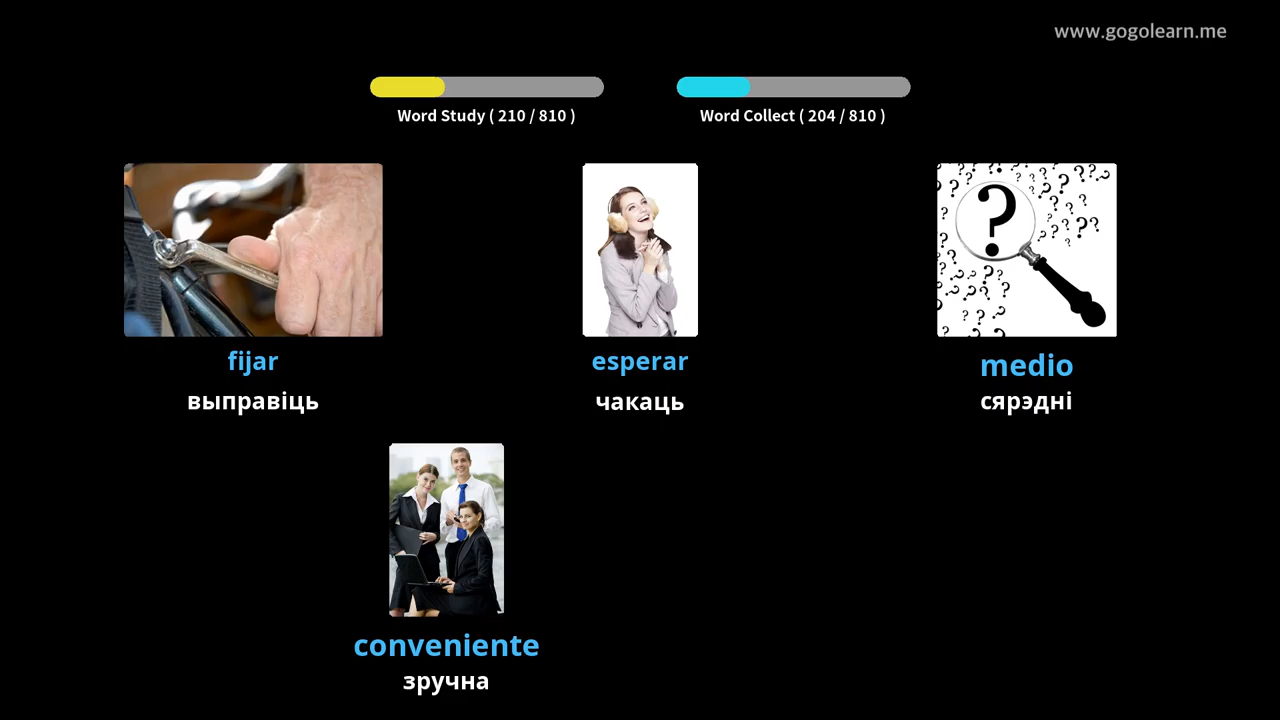 www.gogolearn.me
Word Study ( 210 / 810 )
Word Collect ( 204 / 810 )
fijar
выправіць
esperar
чакаць
medio
сярэдні
conveniente
зручна